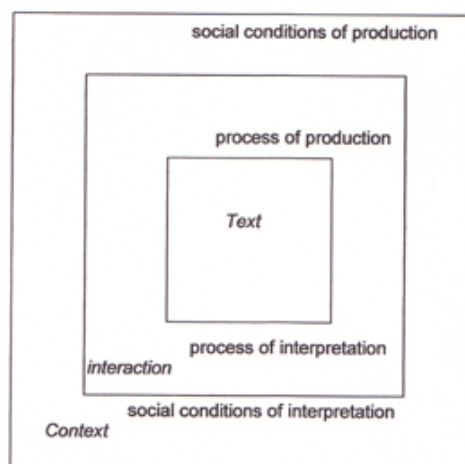 social conditions of production
process of production
Text
process of interpretation
interaction
social conditions of interpretation
Context